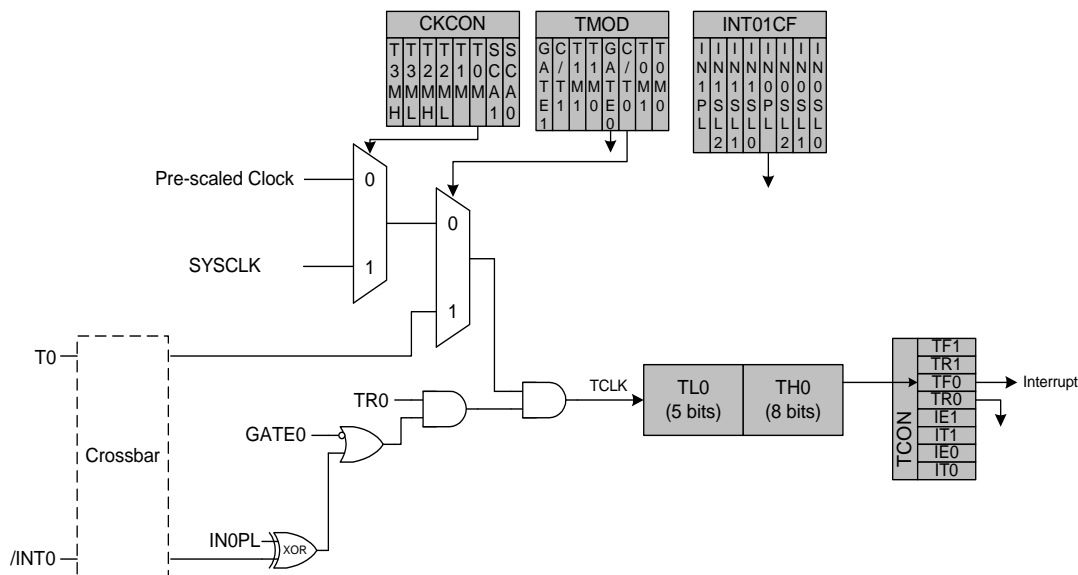 CKCON
T3MH
T3ML
T2MH
T2ML
T1M
T0M
SCA1
SCA0
TMOD
GATE1
C/T1
T1M1
T1M0
GATE0
C/T0
T0M1
T0M0
INT01CF
IN1PL
IN1SL2
IN1SL1
IN1SL0
IN0PL
IN0SL2
IN0SL1
IN0SL0
Pre-scaled Clock
0
SYSCLK
1
0
1
T0
Crossbar
/INT0
TR0
GATE0
IN0PL
XOR
TCLK
TL0
(5 bits)
TH0
(8 bits)
TCON
TF1
TR1
TF0
TR0
IE1
IT1
IE0
IT0
Interrupt